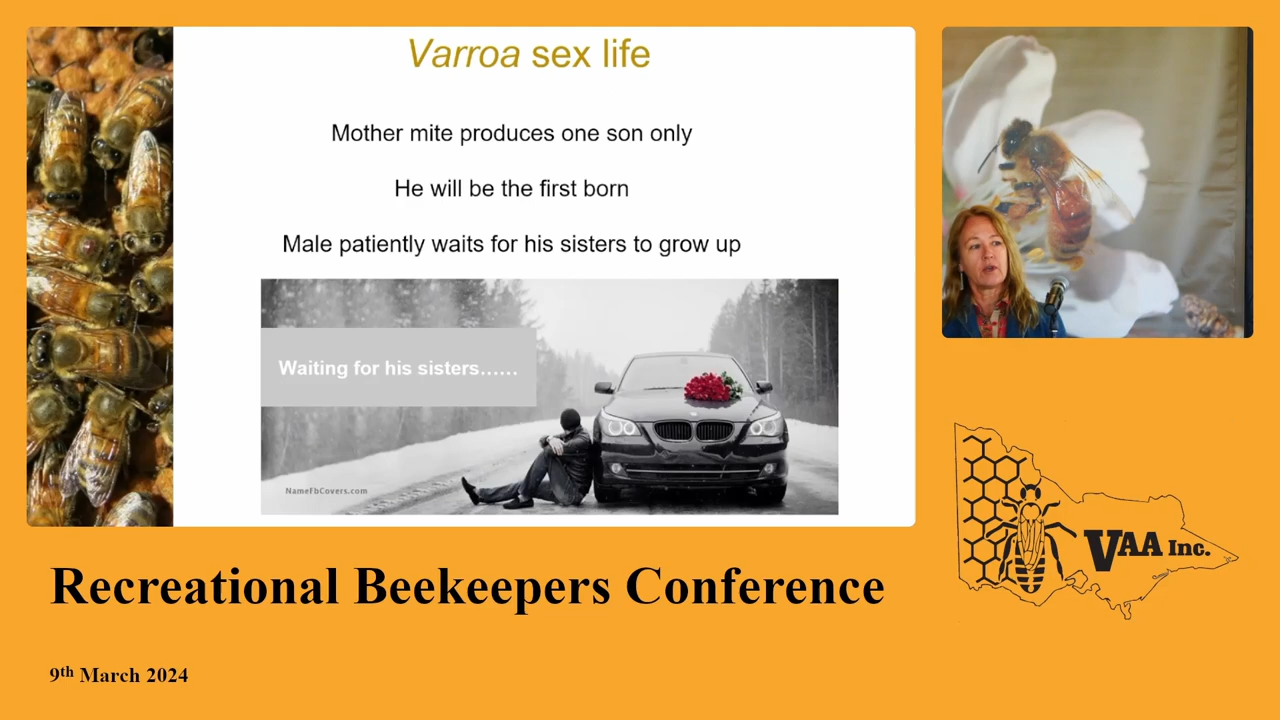 Varroa sex life
Mother mite produces one son only
He will be the first born
Male patiently waits for his sisters to grow up
Waiting for his sisters......
NameFbCovers.com
VAA Inc.
Recreational Beekeepers Conference
9th March 2024